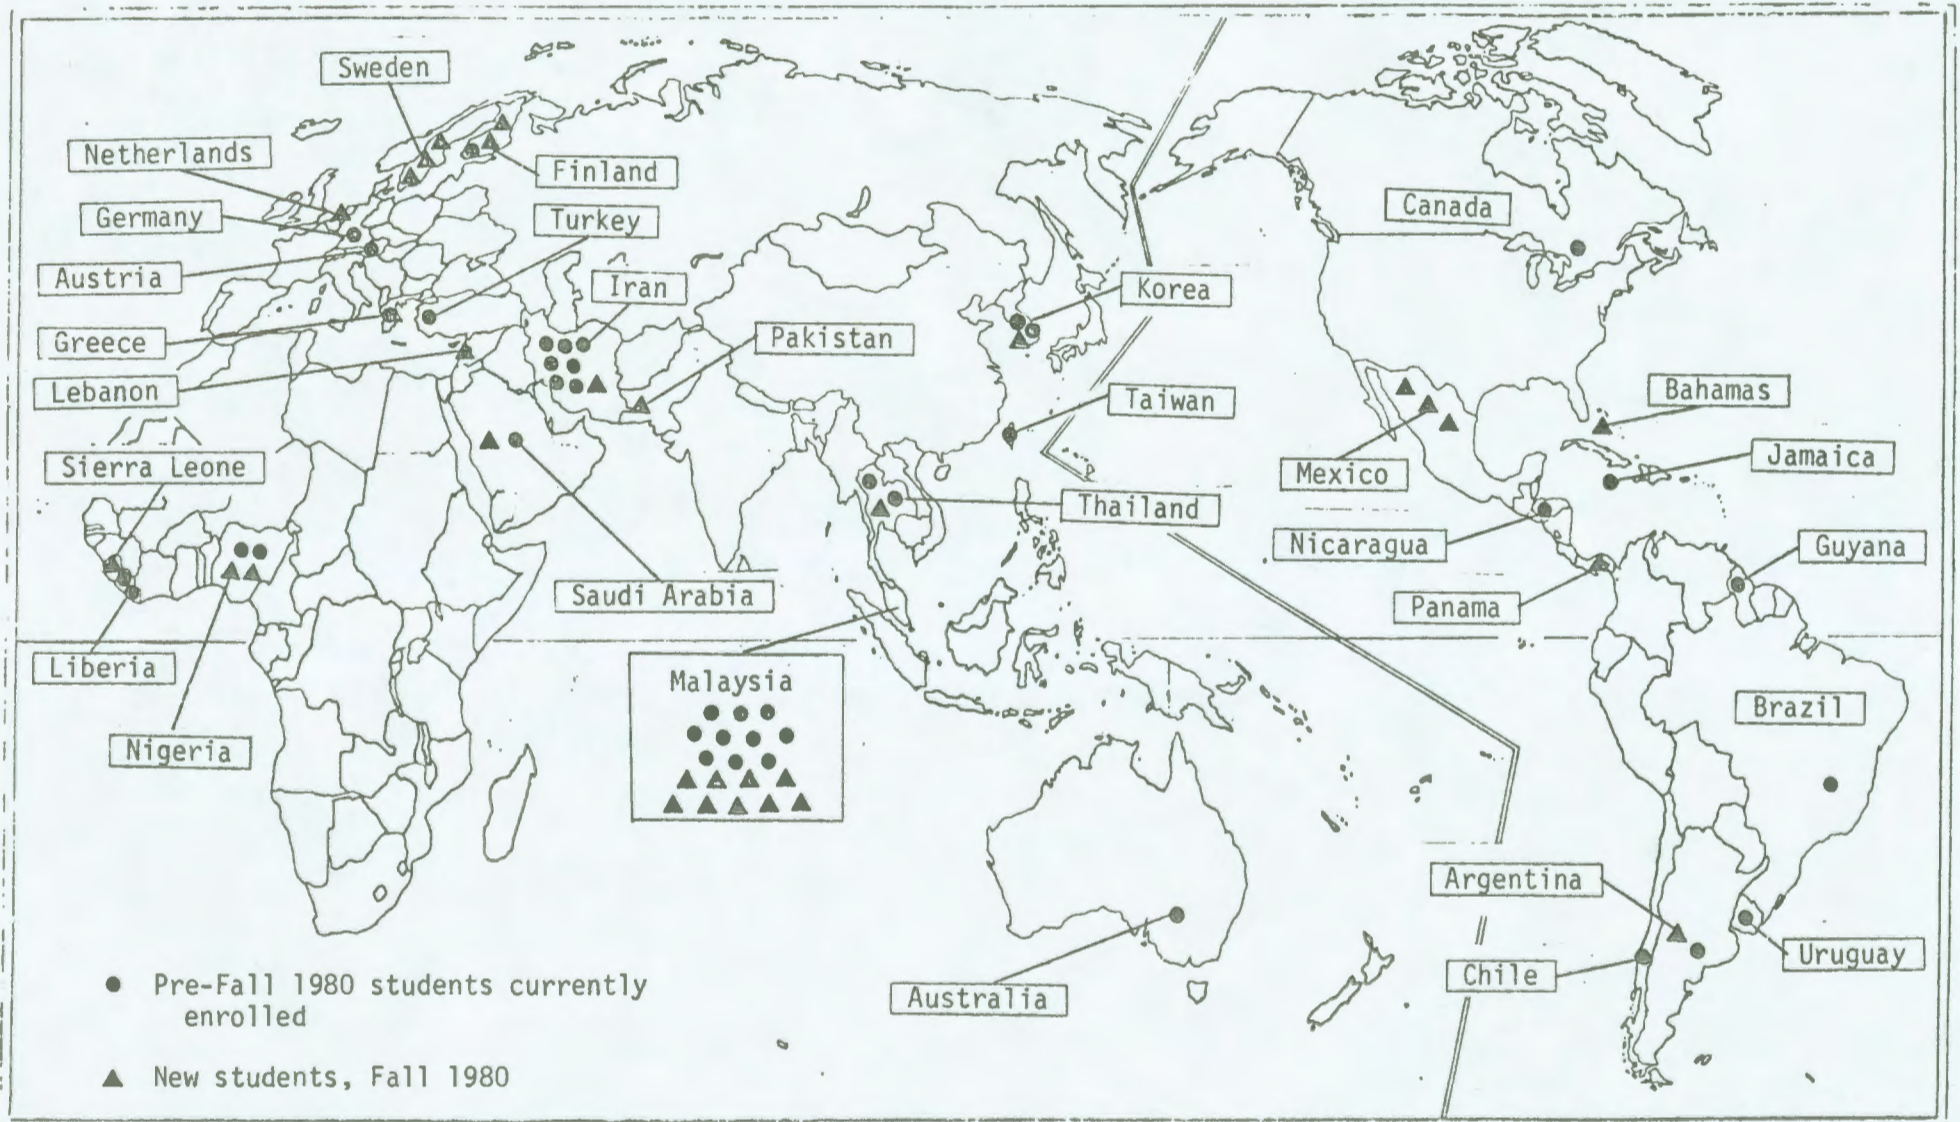 Sweden
Netherlands
Finland
Germany
Turkey
Canada
Austria
Iran
Korea
Greece
Pakistan
Lebanon
Taiwan
Bahamas
Sierra Leone
Mexico
Jamaica
Thailand
Nicaragua
Guyana
Saudi Arabia
Panama
Liberia
Malaysia
Brazil
Nigeria
Argentina
Uruguay
Chile
Australia
Pre-Fall 1980 students currently
enrolled
New students, Fall 1980